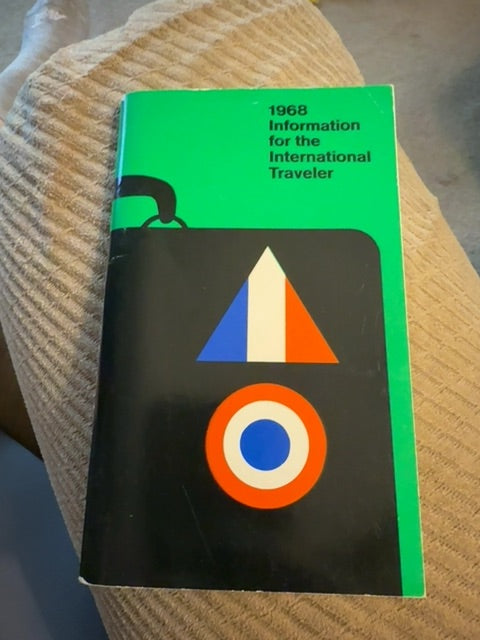 1968
Information
for the
International
Traveler